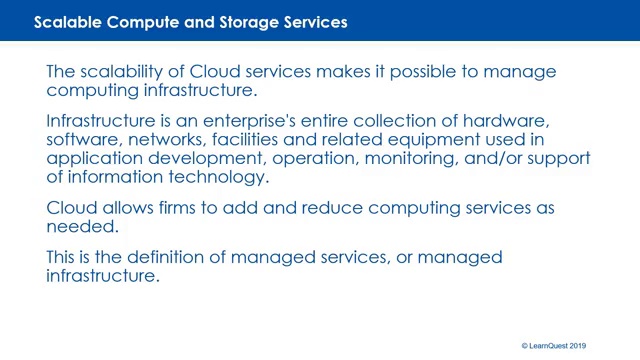 Scalable Compute and Storage Services
The scalability of Cloud services makes it possible to manage
computing infrastructure.
Infrastructure is an enterprise's entire collection of hardware,
software, networks, facilities and related equipment used in
application development, operation, monitoring, and/or support
of information technology.
Cloud allows firms to add and reduce computing services as
needed.
This is the definition of managed services, or managed
infrastructure.
© LearnQuest 2019